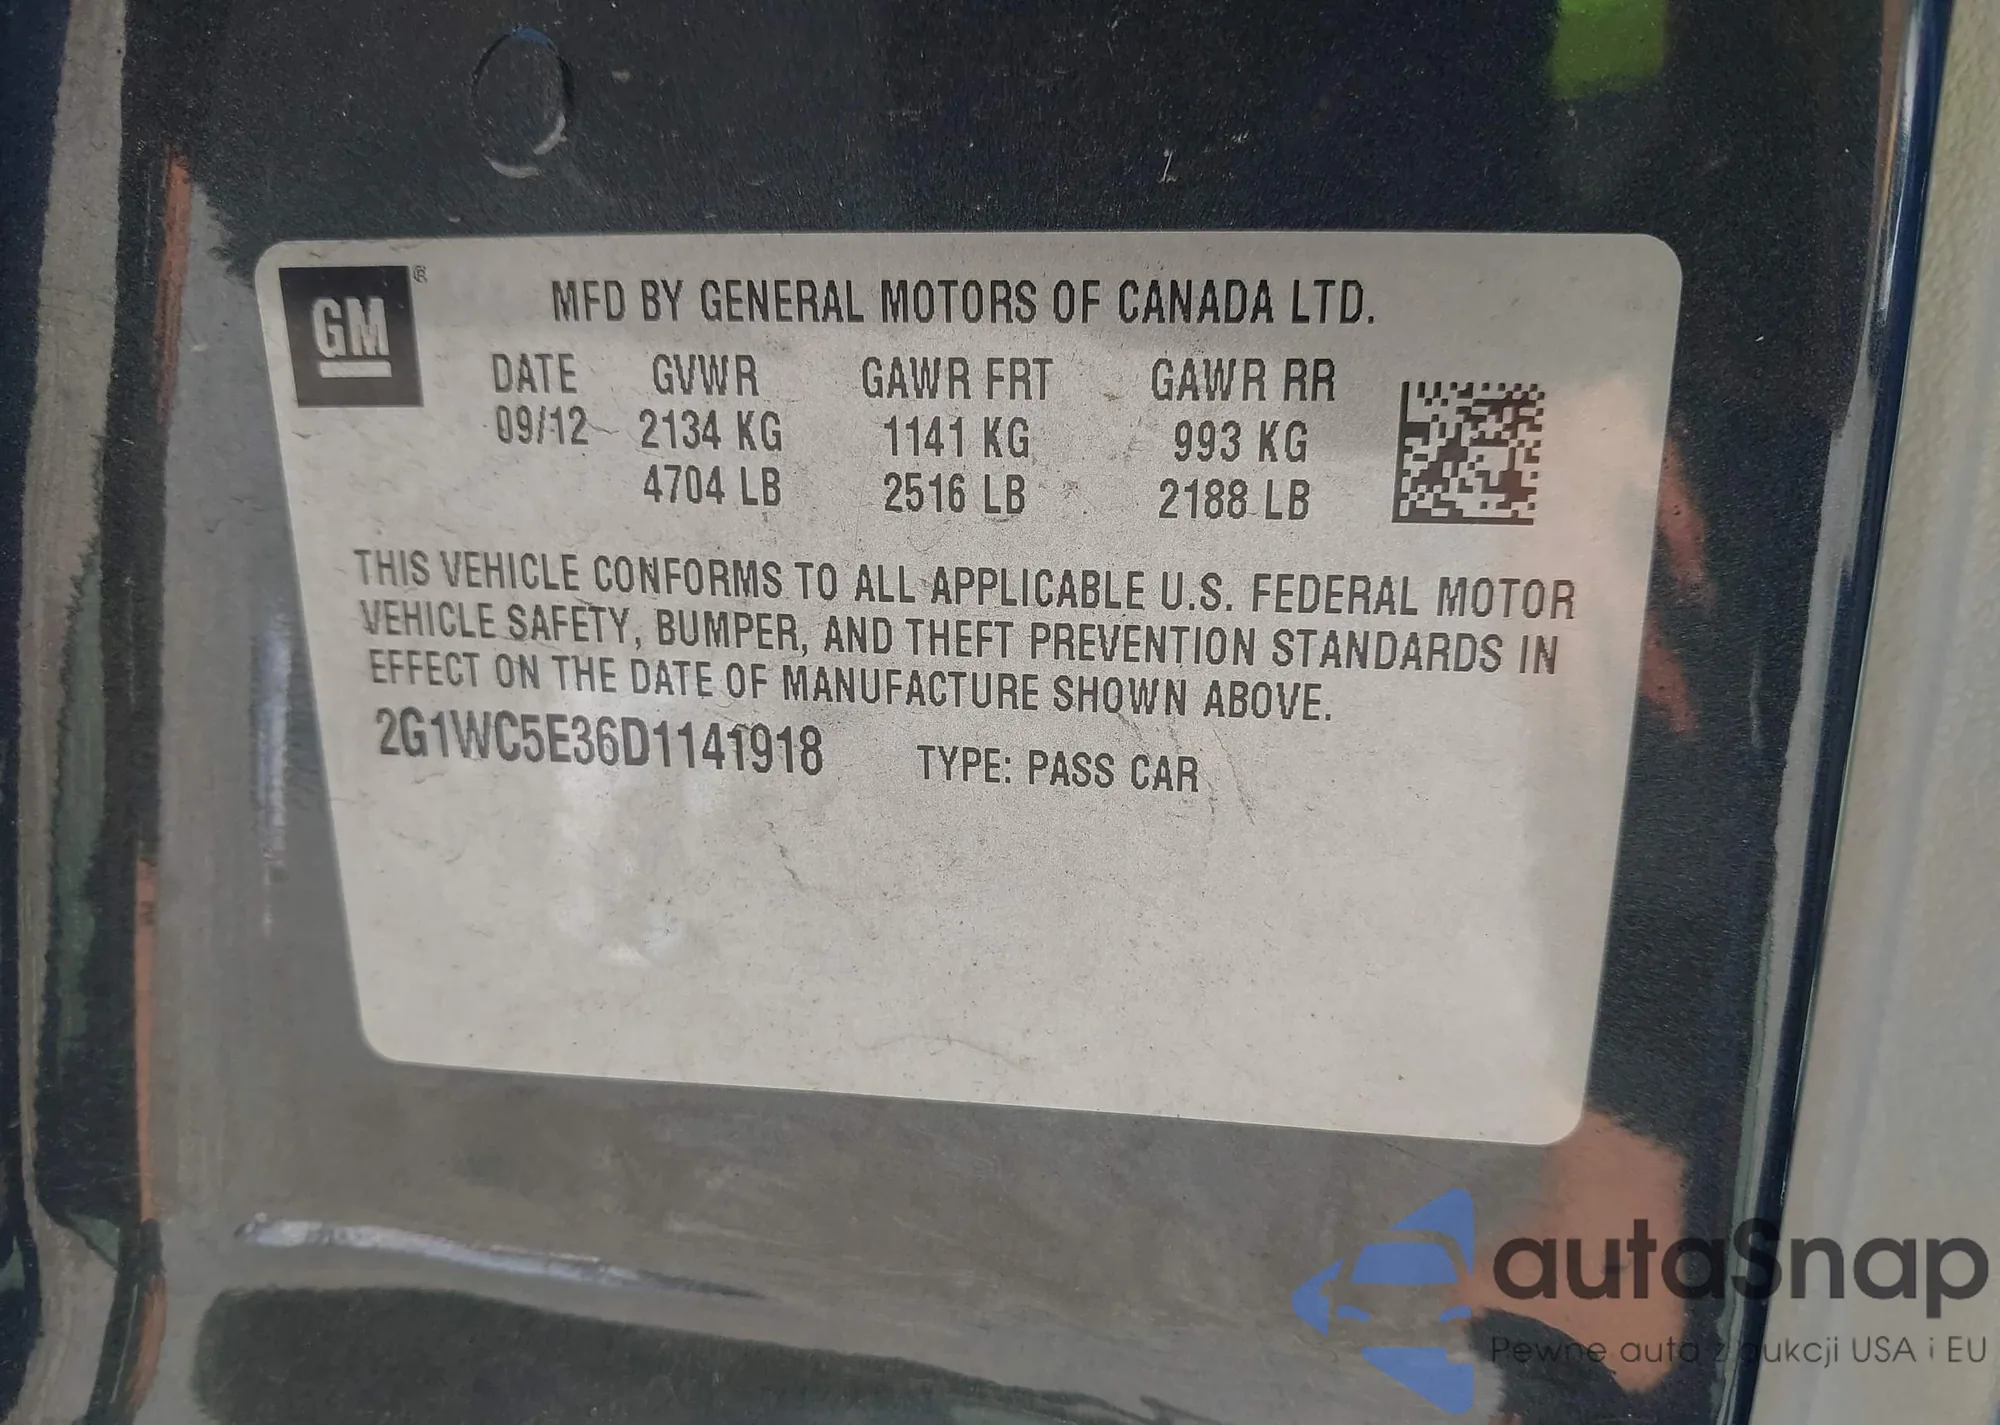 GM ®
MFD BY GENERAL MOTORS OF CANADA LTD.
DATE GVWR GAWR FRT GAWR RR
09/12 2134 KG 1141 KG 993 KG
4704 LB 2516 LB 2188 LB
THIS VEHICLE CONFORMS TO ALL APPLICABLE U.S. FEDERAL MOTOR
VEHICLE SAFETY, BUMPER, AND THEFT PREVENTION STANDARDS IN
EFFECT ON THE DATE OF MANUFACTURE SHOWN ABOVE.
2G1WC5E36D1141918 TYPE: PASS CAR
autaSnap
Pewne auta z aukcji USA i EU